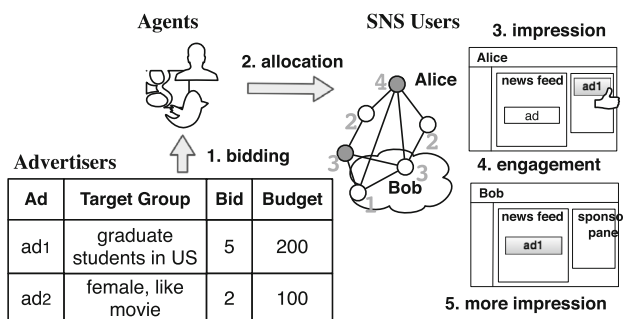 Agents
SNS Users
3. impression
2. allocation
Alice
news feed
ad1
ad
4
Alice
2
2
3
3
Bob
1
1. bidding
4. engagement
Bob
news feed
sponso
pane
ad1
5. more impression
Advertisers
Ad Target Group Bid Budget
ad1 graduate students in US 5 200
ad2 female, like movie 2 100